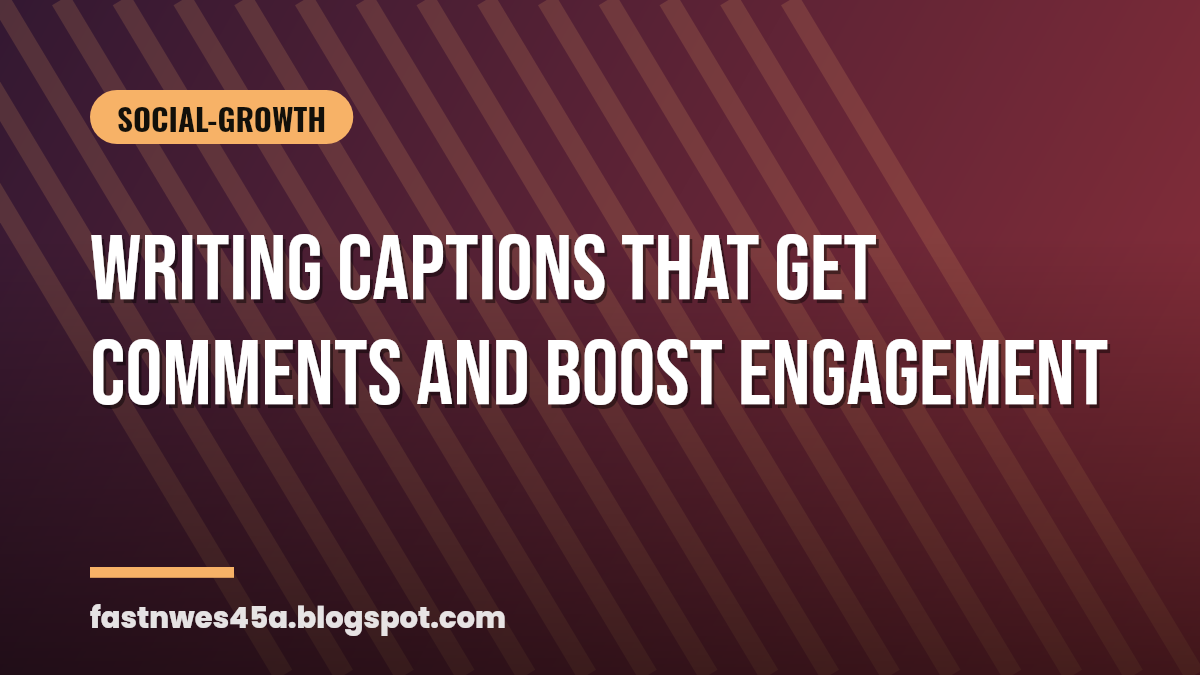 SOCIAL-GROWTH
WRITING CAPTIONS THAT GET
COMMENTS AND BOOST ENGAGEMENT
fastnwes45a.blogspot.com